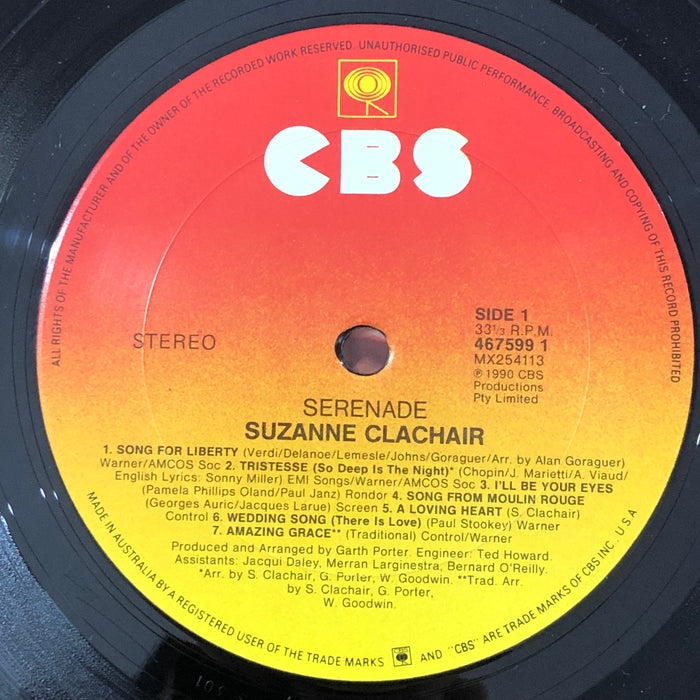 ALL RIGHTS OF THE MANUFACTURER AND OF THE OWNER OF THE RECORDED WORK RESERVED. UNAUTHORISED PUBLIC PERFORMANCE, BROADCASTING AND COPYING OF THIS RECORD PROHIBITED
CBS
STEREO
SIDE 1
33 1/3 R.P.M.
467599 1
MX254113
℗ 1990 CBS
Productions
Pty Limited
SERENADE
SUZANNE CLACHAIR
1. SONG FOR LIBERTY (Verdi/Delanoe/Lemesle/Johns/Goraguer/Arr. by Alan Goraguer)
Warner/AMCOS Soc 2. TRISTESSE (So Deep Is The Night)* (Chopin/J. Marietti/A. Viaud/
English Lyrics: Sonny Miller) EMI Songs/Warner/AMCOS Soc 3. I'LL BE YOUR EYES
(Pamela Phillips Oland/Paul Janz) Rondor 4. SONG FROM MOULIN ROUGE
(Georges Auric/Jacques Larue) Screen 5. A LOVING HEART (S. Clachair)
Control 6. WEDDING SONG (There Is Love) (Paul Stookey) Warner
7. AMAZING GRACE** (Traditional) Control/Warner
Produced and Arranged by Garth Porter. Engineer: Ted Howard.
Assistants: Jacqui Daley, Merran Larginestra, Bernard O'Reilly.
*Arr. by S. Clachair, G. Porter, W. Goodwin. **Trad. Arr.
by S. Clachair, G. Porter,
W. Goodwin.
MADE IN AUSTRALIA BY A REGISTERED USER OF THE TRADE MARKS AND "CBS" ARE TRADE MARKS OF CBS INC. U.S.A